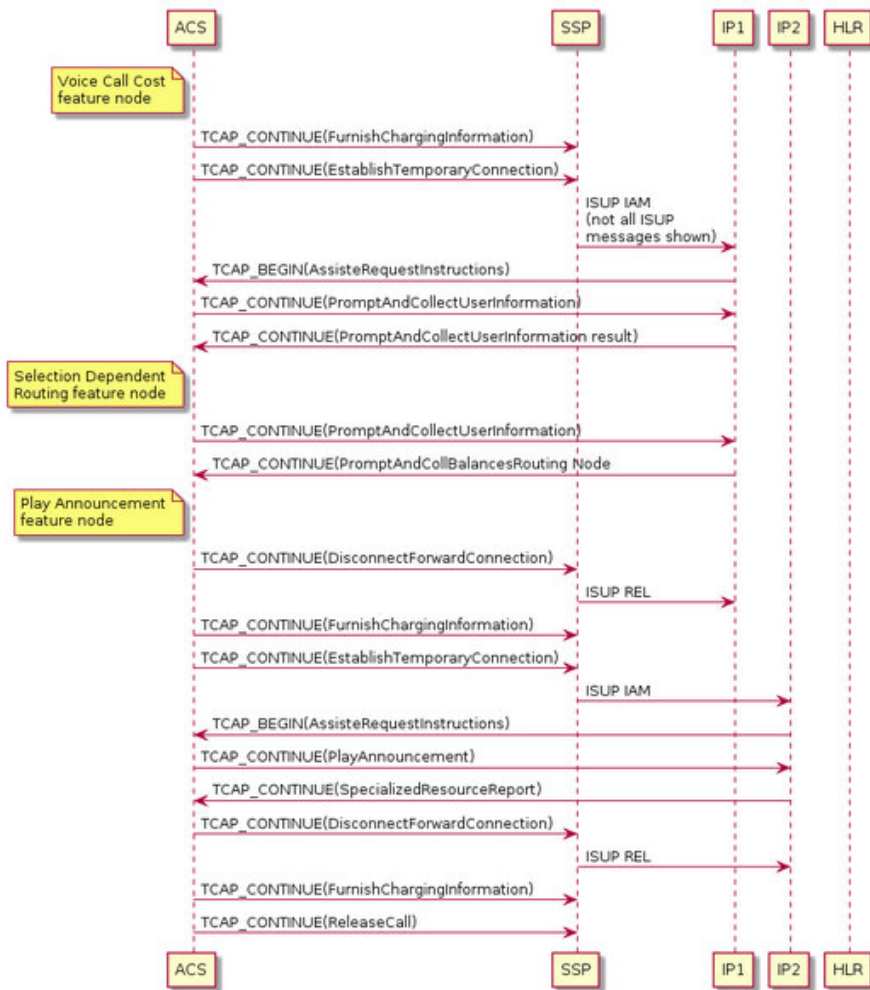 ACS SSP IP1 IP2 HLR
Voice Call Cost
feature node
TCAP_CONTINUE(FurnishChargingInformation)
TCAP_CONTINUE(EstablishTemporaryConnection)
ISUP IAM
(not all ISUP
messages shown)
TCAP_BEGIN(AssisteRequestInstructions)
TCAP_CONTINUE(PromptAndCollectUserInformation)
TCAP_CONTINUE(PromptAndCollectUserInformation result)
Selection Dependent
Routing feature node
TCAP_CONTINUE(PromptAndCollectUserInformation)
TCAP_CONTINUE(PromptAndCollBalancesRouting Node
Play Announcement
feature node
TCAP_CONTINUE(DisconnectForwardConnection)
ISUP REL
TCAP_CONTINUE(FurnishChargingInformation)
TCAP_CONTINUE(EstablishTemporaryConnection)
ISUP IAM
TCAP_BEGIN(AssisteRequestInstructions)
TCAP_CONTINUE(PlayAnnouncement)
TCAP_CONTINUE(SpecializedResourceReport)
TCAP_CONTINUE(DisconnectForwardConnection)
ISUP REL
TCAP_CONTINUE(FurnishChargingInformation)
TCAP_CONTINUE(ReleaseCall)
ACS SSP IP1 IP2 HLR